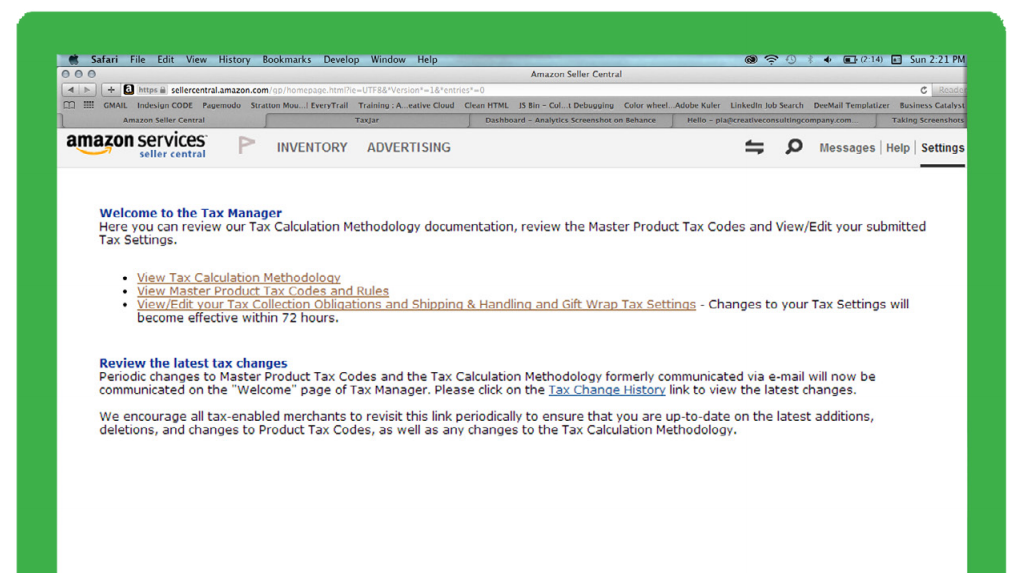 Safari File Edit View History Bookmarks Develop Window Help (2:14) Sun 2:21 PM
Amazon Seller Central
https sellercentral.amazon.com/gp/homepage.html?ie=UTF8&*Version*=1&*entries*=0 Reader
GMAIL Indesign CODE Pagemodo Stratton Mou...| EveryTrail Training : A...eative Cloud Clean HTML JS Bin – Col...t Debugging Color wheel...Adobe Kuler LinkedIn Job Search DeeMail Templatizer Business Catalyst
Amazon Seller Central TaxJar Dashboard – Analytics Screenshot on Behance Hello – pia@creativeconsultingcompany.com... Taking Screenshots
amazon services
seller central
INVENTORY ADVERTISING Messages | Help | Settings
Welcome to the Tax Manager
Here you can review our Tax Calculation Methodology documentation, review the Master Product Tax Codes and View/Edit your submitted
Tax Settings.
• View Tax Calculation Methodology
• View Master Product Tax Codes and Rules
• View/Edit your Tax Collection Obligations and Shipping & Handling and Gift Wrap Tax Settings - Changes to your Tax Settings will
become effective within 72 hours.
Review the latest tax changes
Periodic changes to Master Product Tax Codes and the Tax Calculation Methodology formerly communicated via e-mail will now be
communicated on the "Welcome" page of Tax Manager. Please click on the Tax Change History link to view the latest changes.
We encourage all tax-enabled merchants to revisit this link periodically to ensure that you are up-to-date on the latest additions,
deletions, and changes to Product Tax Codes, as well as any changes to the Tax Calculation Methodology.